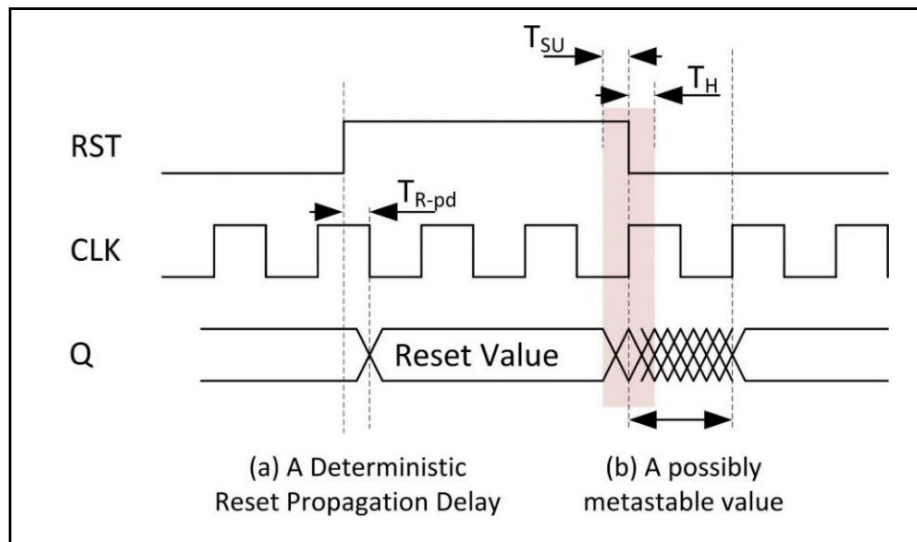 T_SU
T_H
RST
T_R-pd
CLK
Q
Reset Value
(a) A Deterministic
Reset Propagation Delay
(b) A possibly
metastable value